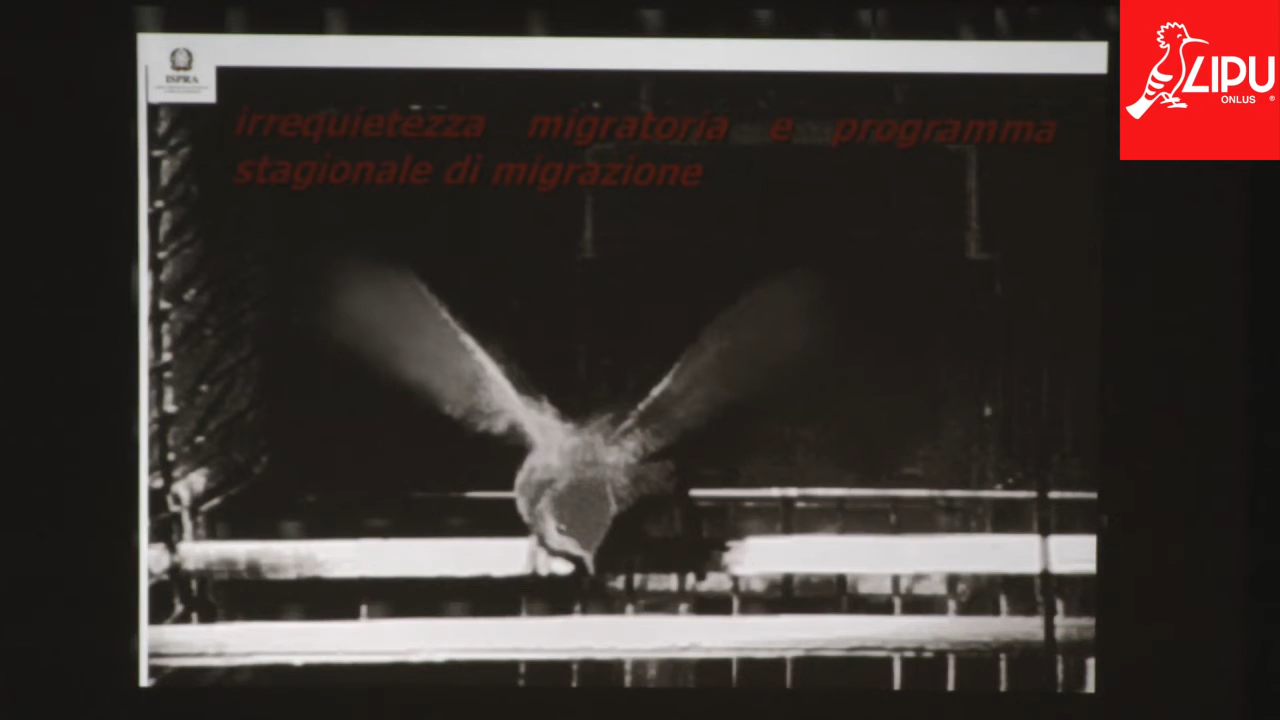 ISPRA
irrequietezza migratoria e programma
stagionale di migrazione
LIPU
ONLUS ®